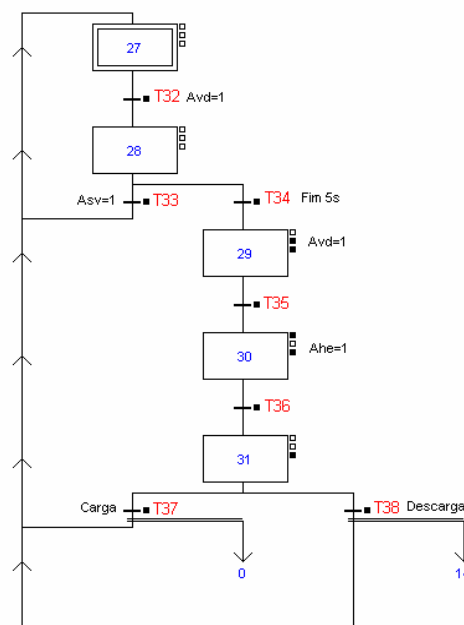 27
T32 Avd=1
28
Asv=1 T33
T34 Fim 5s
29
Avd=1
T35
30
Ahe=1
T36
31
Carga T37
T38 Descarga
0
1